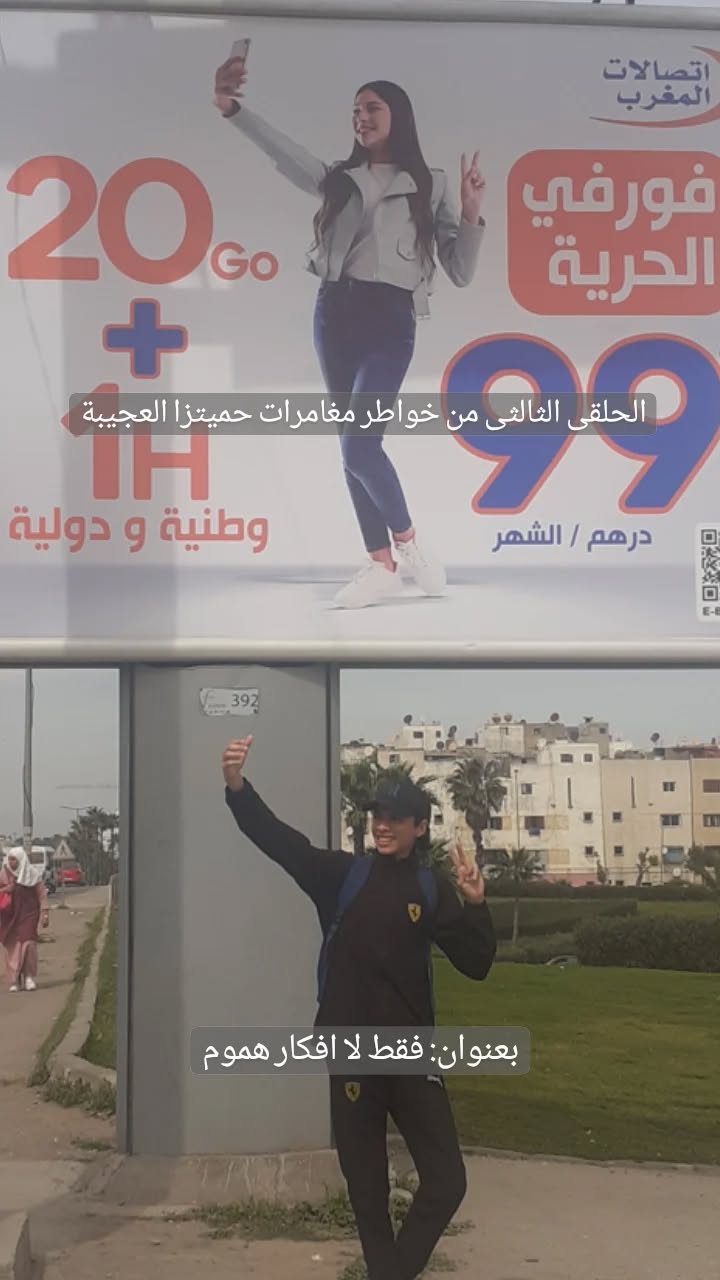 اتصالات
المغرب
20Go
+
1H
وطنية و دولية
فورفي
الحرية
99
درهم / الشهر
الحلقى الثالثى من خواطر مغامرات حميتزا العجيبة
392
بعنوان: فقط لا افكار هموم